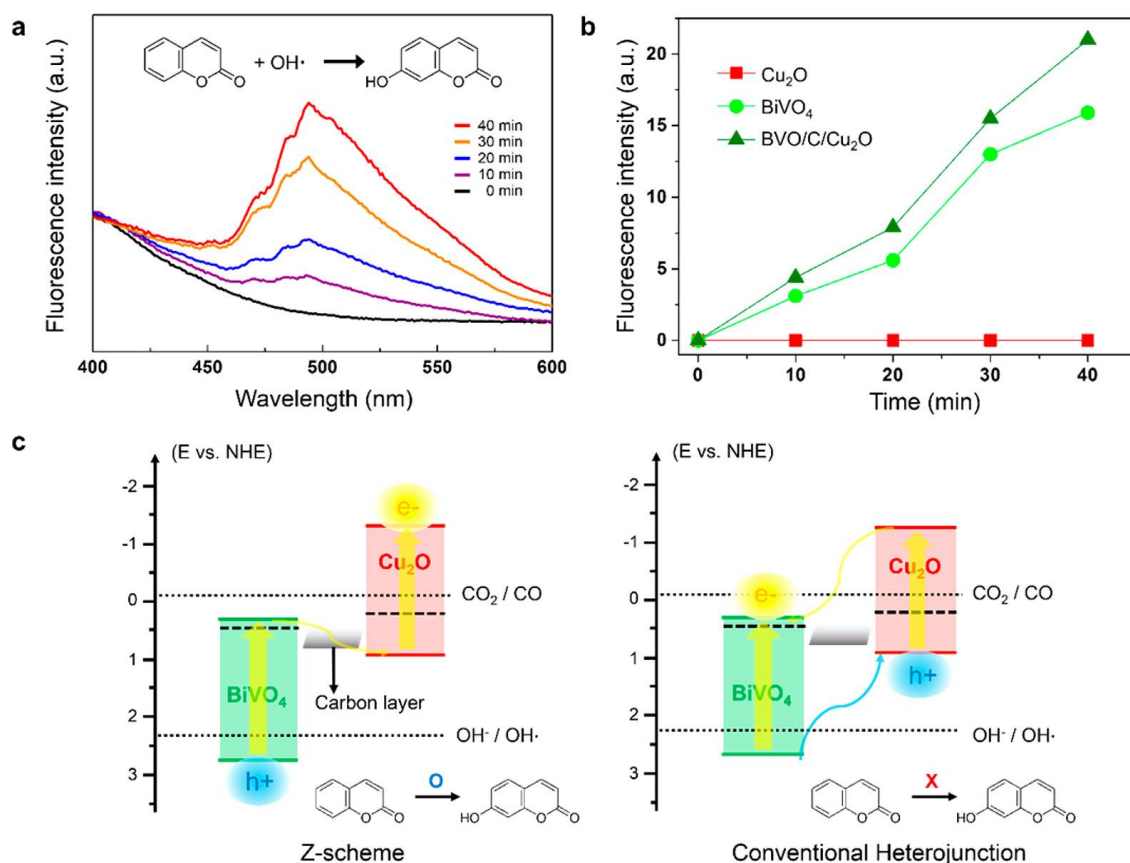 a
Fluorescence intensity (a.u.)
O
O
+ OH·
HO
O
O
40 min
30 min
20 min
10 min
0 min
400
450
500
550
600
Wavelength (nm)
b
Fluorescence intensity (a.u.)
20
15
10
5
0
Cu₂O
BiVO₄
BVO/C/Cu₂O
0
10
20
30
40
Time (min)
c
(E vs. NHE)
-2
-1
0
1
2
3
e-
Cu₂O
CO₂ / CO
BiVO₄
Carbon layer
OH⁻ / OH·
h+
O
O
O
HO
O
O
Z-scheme
(E vs. NHE)
-2
-1
0
1
2
3
Cu₂O
e-
CO₂ / CO
h+
BiVO₄
OH⁻ / OH·
O
O
X
HO
O
O
Conventional Heterojunction